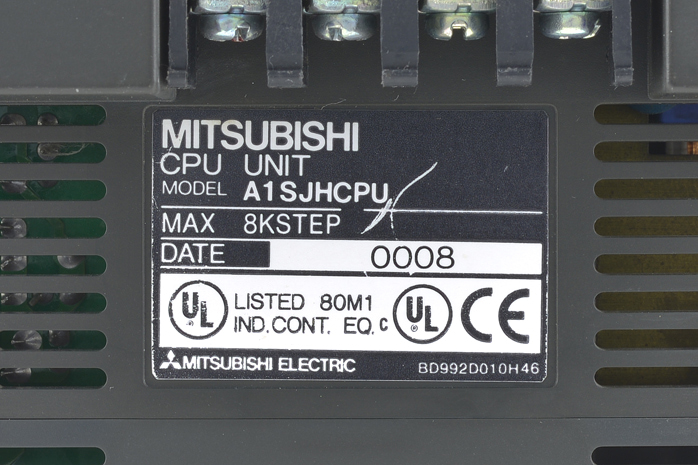 MITSUBISHI
CPU UNIT
MODEL A1SJHCPU
MAX 8KSTEP
DATE 0008
UL LISTED 80M1 IND.CONT. EQ. C UL CE
MITSUBISHI ELECTRIC BD992D010H46